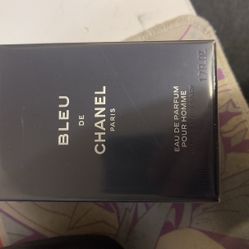 BLEU
DE
CHANEL
PARIS
EAU DE PARFUM
POUR HOMME